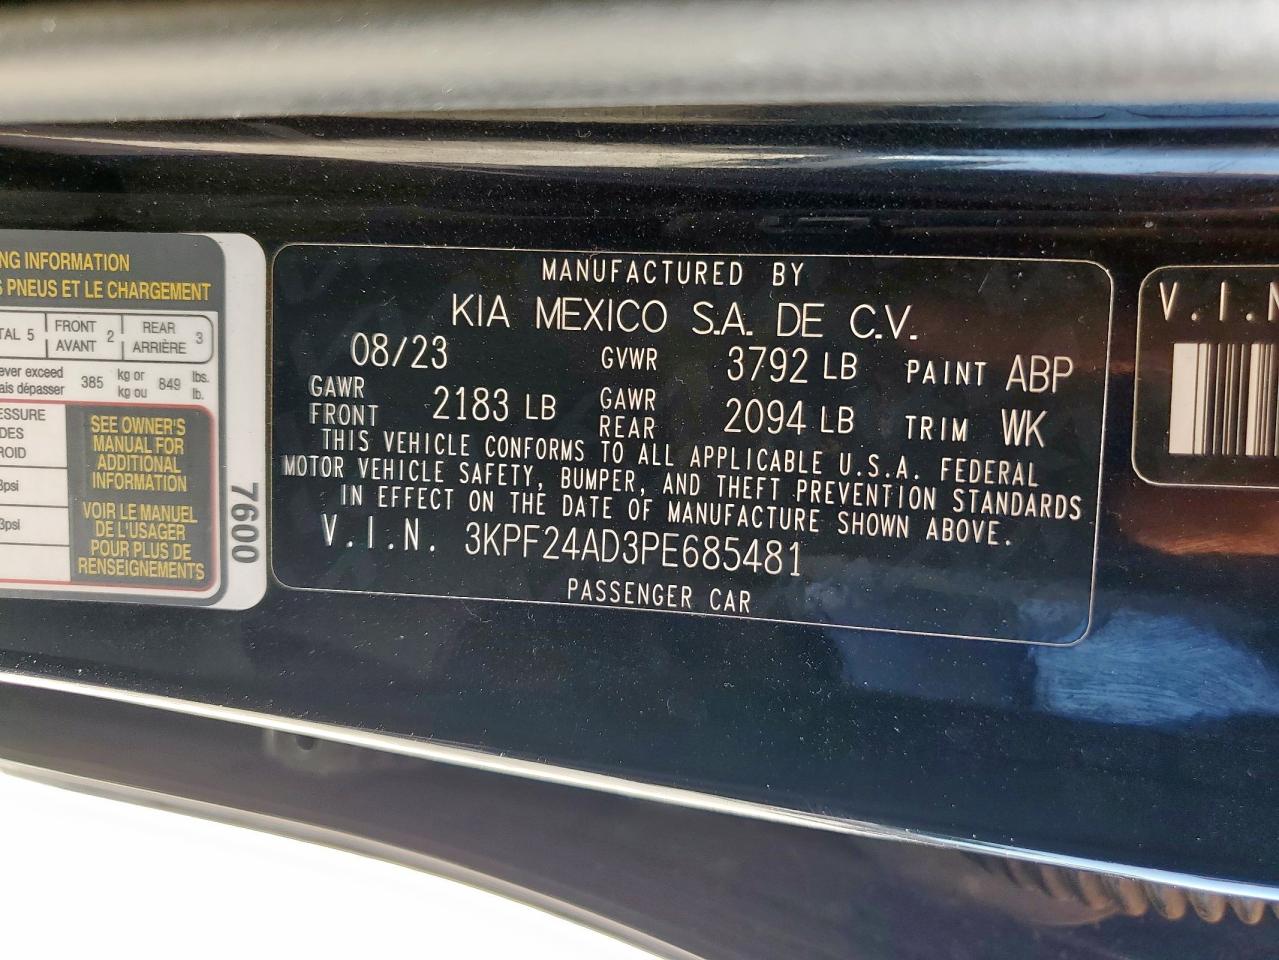 NG INFORMATION
S PNEUS ET LE CHARGEMENT
TAL 5 FRONT AVANT 2 REAR ARRIÈRE 3
ever exceed
ais dépasser 385 kg or kg ou 849 lbs. lb.
ESSURE
DES
ROID
3psi
3psi
SEE OWNER'S
MANUAL FOR
ADDITIONAL
INFORMATION
VOIR LE MANUEL
DE L'USAGER
POUR PLUS DE
RENSEIGNEMENTS
7600
MANUFACTURED BY
KIA MEXICO S.A. DE C.V.
08/23 GVWR 3792 LB PAINT ABP
GAWR FRONT 2183 LB GAWR REAR 2094 LB TRIM WK
THIS VEHICLE CONFORMS TO ALL APPLICABLE U.S.A. FEDERAL
MOTOR VEHICLE SAFETY, BUMPER, AND THEFT PREVENTION STANDARDS
IN EFFECT ON THE DATE OF MANUFACTURE SHOWN ABOVE.
V.I.N. 3KPF24AD3PE685481
PASSENGER CAR
V.I.N